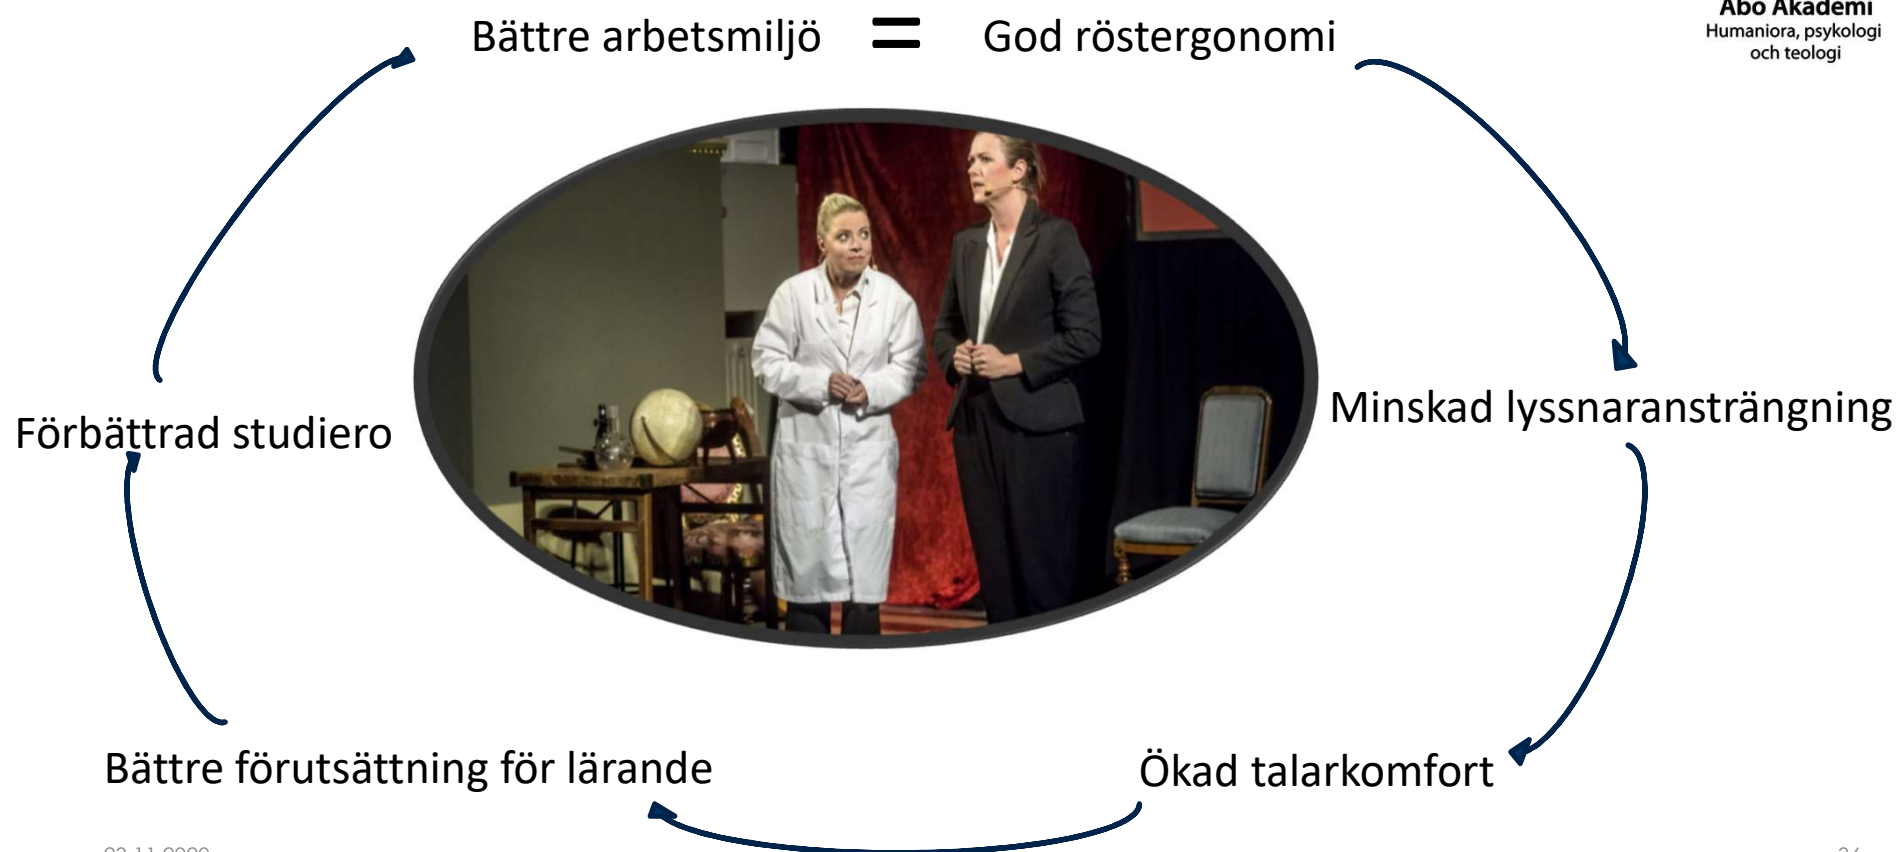 Åbo Akademi
Humaniora, psykologi
och teologi
Bättre arbetsmiljö = God röstergonomi
Minskad lyssnaransträngning
Förbättrad studiero
Bättre förutsättning för lärande
Ökad talarkomfort